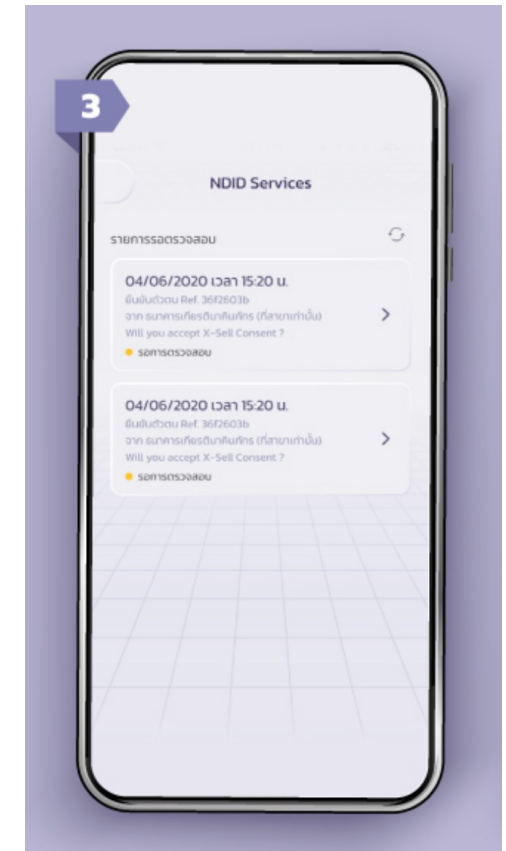 3
NDID Services
รายการรอตรวจสอบ
04/06/2020 เวลา 15:20 น.
ยืนยันตัวตน Ref. 36f2603b
จาก ธนาคารเกียรตินาคินภัทร (ที่สาขาเท่านั้น)
Will you accept X-Sell Consent ?
รอการตรวจสอบ
04/06/2020 เวลา 15:20 น.
ยืนยันตัวตน Ref. 36f2603b
จาก ธนาคารเกียรตินาคินภัทร (ที่สาขาเท่านั้น)
Will you accept X-Sell Consent ?
รอการตรวจสอบ